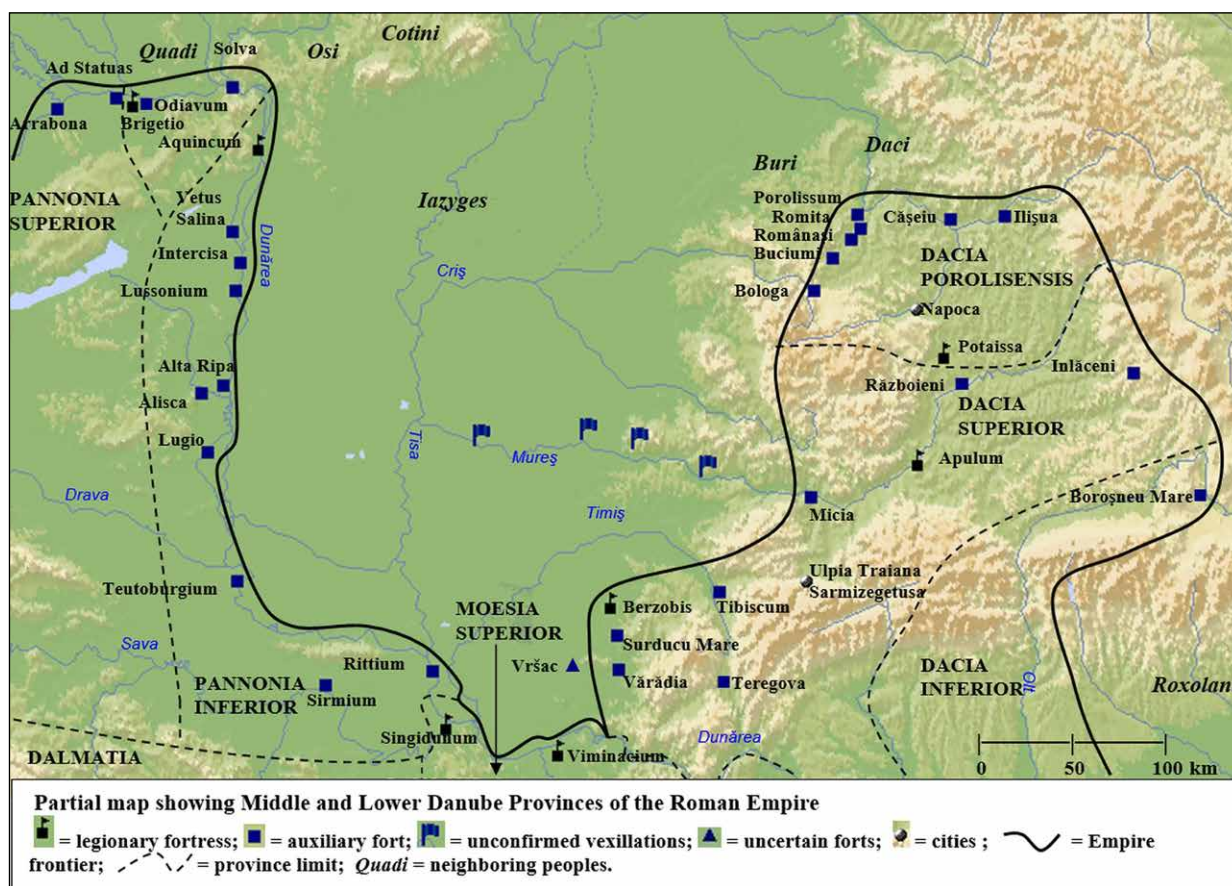 Quadi
Osi
Cotini
Solva
Ad Statuas
Odiavum
Arrabona
Brigetio
Aquincum
PANNONIA
SUPERIOR
Vetus
Salina
Intercisa
Dunărea
Lussonium
Iazyges
Criş
Buri
Daci
Porolissum
Romita
Românaşi
Buciumi
Bologa
Căşeiu
Ilişua
DACIA
POROLISENSIS
Napoca
Potaissa
Războieni
Inlăceni
DACIA
SUPERIOR
Apulum
Alta Ripa
Alisca
Lugio
Tisa
Mureş
Drava
Timiş
Micia
Boroşneu Mare
Teutoburgium
Ulpia Traiana
Sarmizegetusa
Berzobis
Tibiscum
MOESIA
SUPERIOR
Surducu Mare
Sava
Rittium
Vršac
Vărădia
Teregova
DACIA
INFERIOR
Olt
Roxolan
PANNONIA
INFERIOR
Sirmium
Singidunum
DALMATIA
Viminacium
Dunărea
0 50 100 km
Partial map showing Middle and Lower Danube Provinces of the Roman Empire
= legionary fortress; = auxiliary fort; = unconfirmed vexillations; = uncertain forts; = cities ; = Empire
frontier; = province limit; Quadi = neighboring peoples.